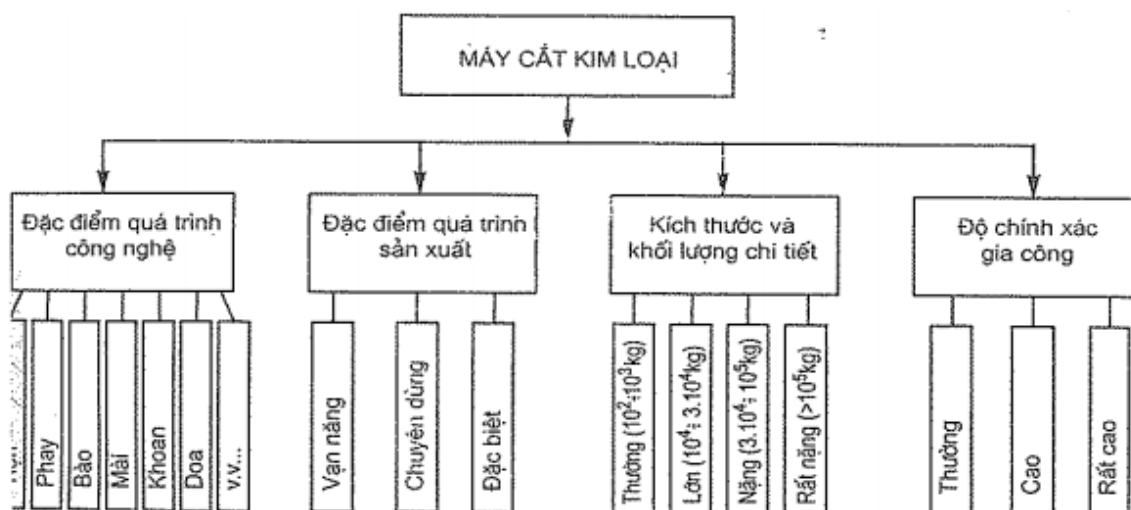 MÁY CẮT KIM LOẠI
Đặc điểm quá trình
công nghệ
Đặc điểm quá trình
sản xuất
Kích thước và
khối lượng chi tiết
Độ chính xác
gia công
Phay
Bào
Mài
Khoan
Doa
v.v...
Vạn năng
Chuyên dùng
Đặc biệt
Thường (10²÷10³kg)
Lớn (10⁴÷ 3.10⁴kg)
Nặng (3.10⁴÷ 10⁵kg)
Rất nặng (>10⁵kg)
Thường
Cao
Rất cao